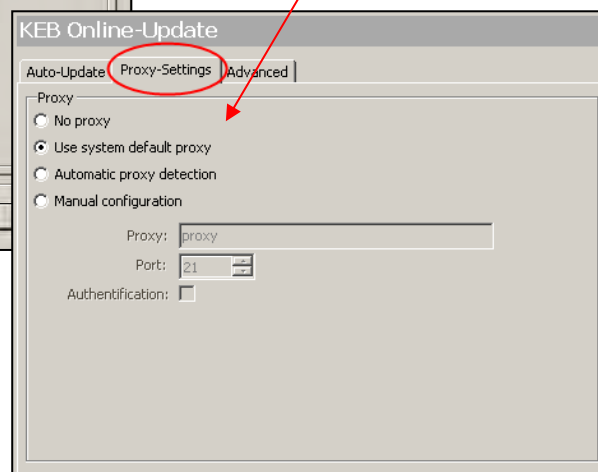 KEB Online-Update
Auto-Update Proxy-Settings Advanced
Proxy
No proxy
Use system default proxy
Automatic proxy detection
Manual configuration
Proxy: proxy
Port: 21
Authentification: